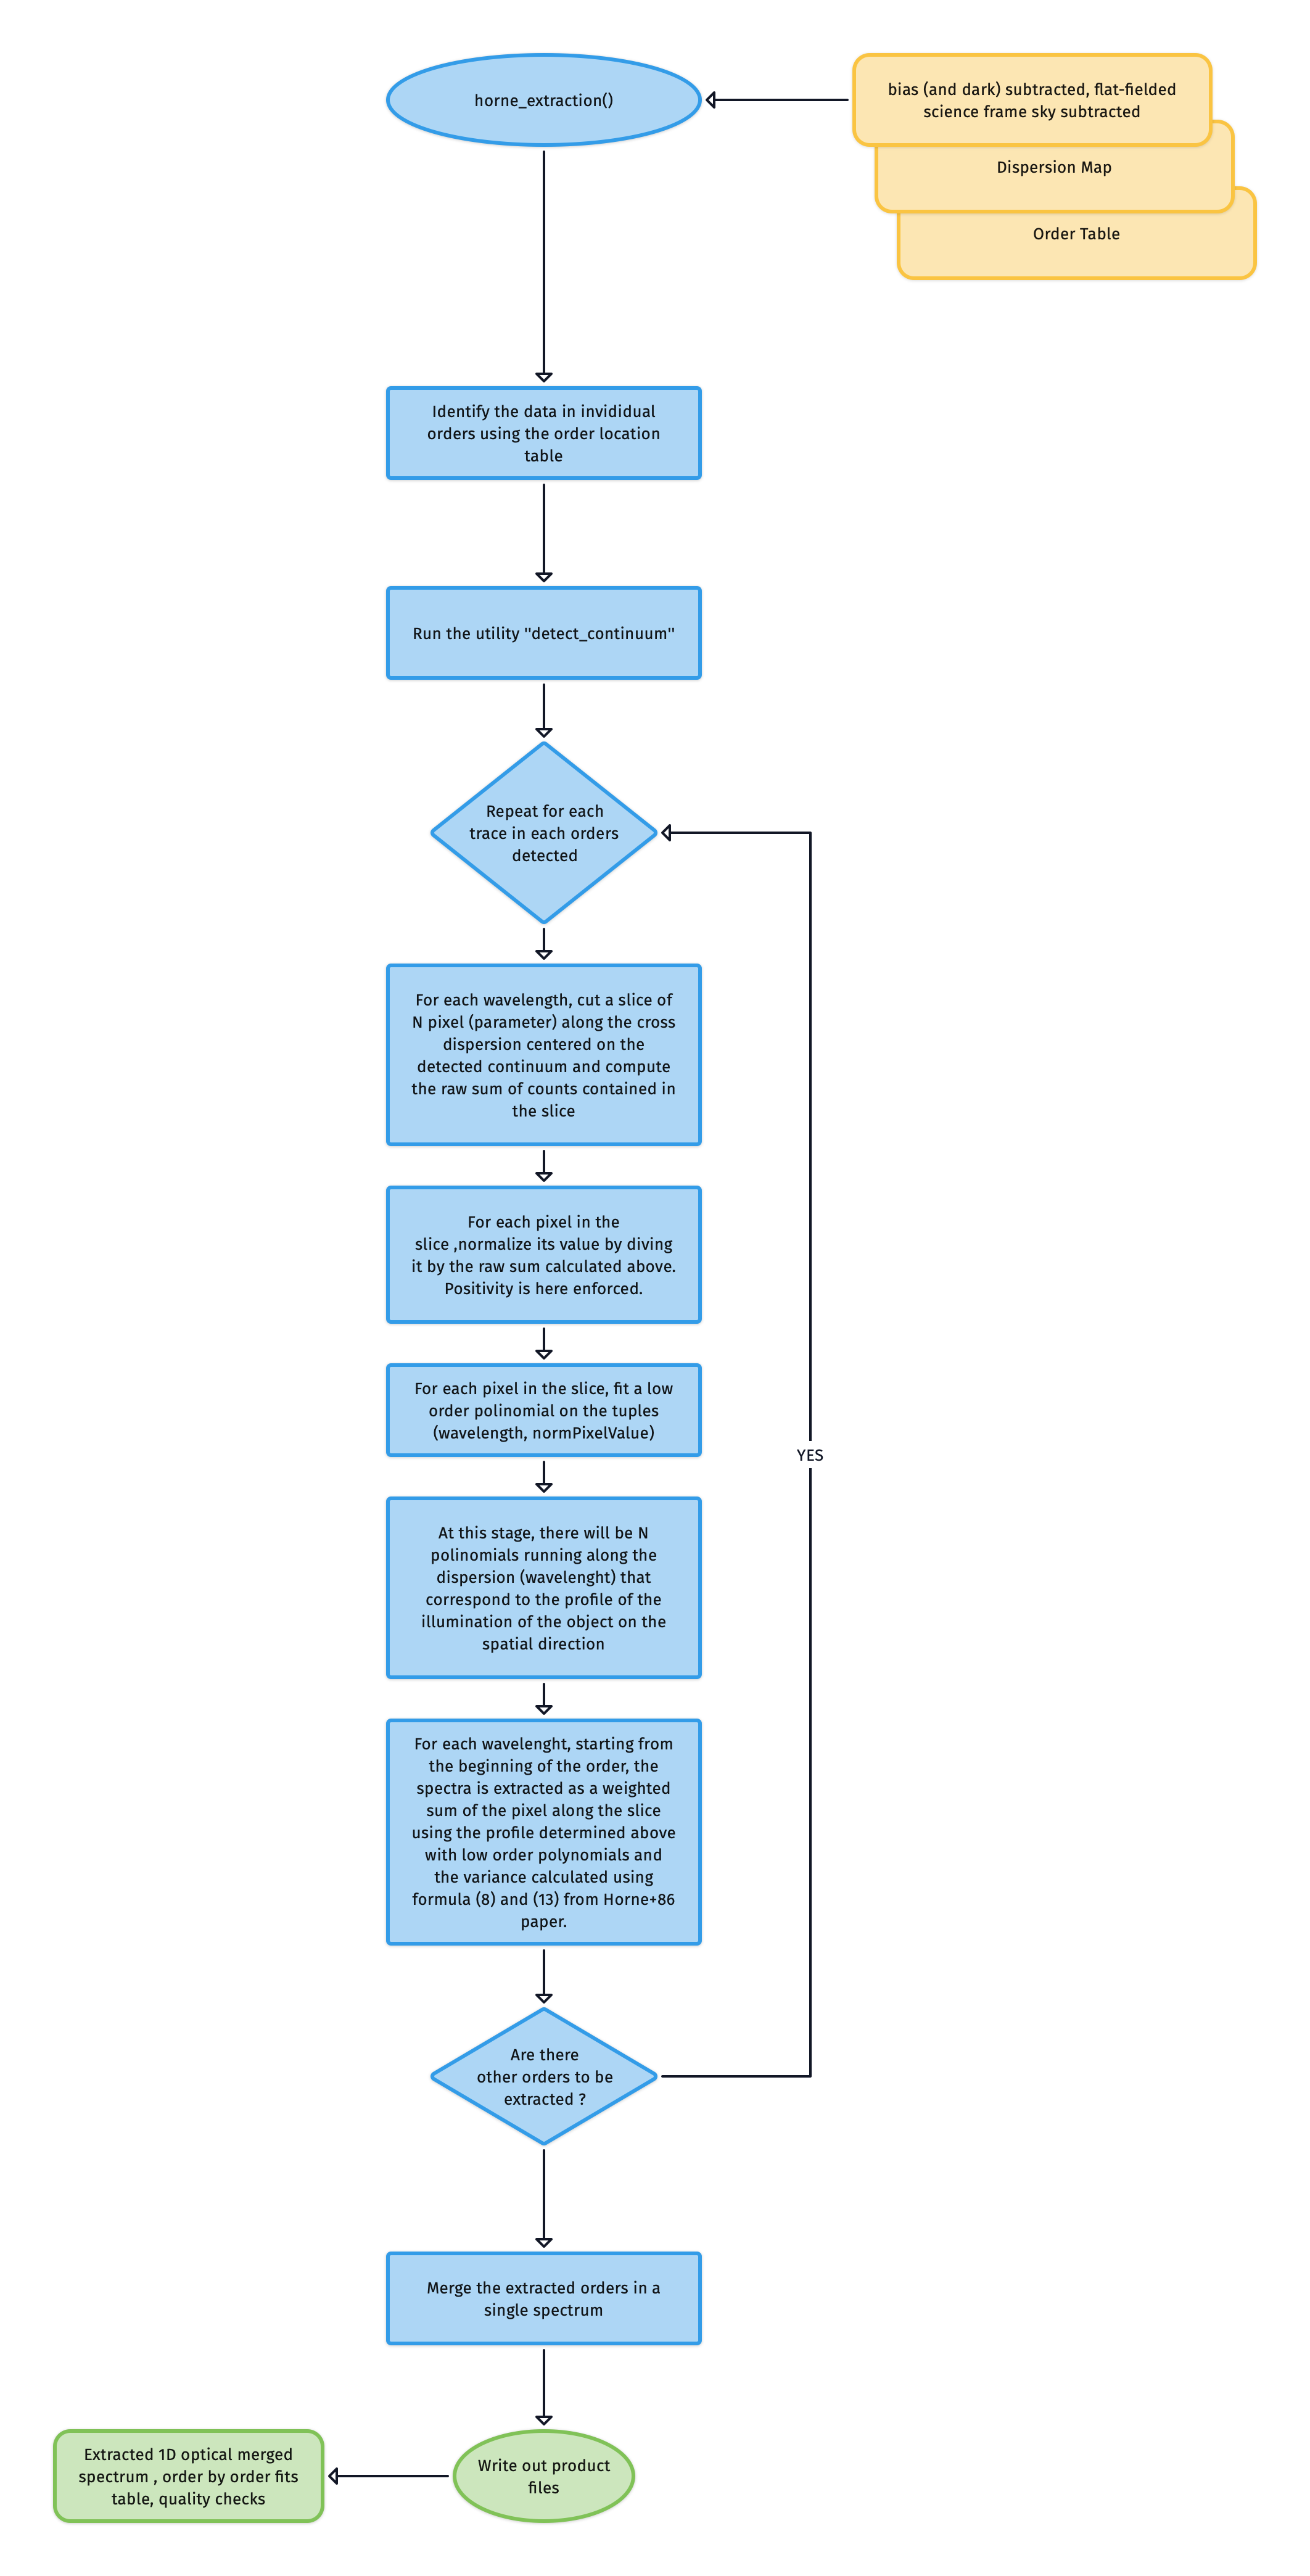 horne_extraction()
bias (and dark) subtracted, flat-fielded
science frame sky subtracted
Dispersion Map
Order Table
Identify the data in invididual
orders using the order location
table
Run the utility "detect_continuum"
Repeat for each
trace in each orders
detected
For each wavelength, cut a slice of
N pixel (parameter) along the cross
dispersion centered on the
detected continuum and compute
the raw sum of counts contained in
the slice
For each pixel in the
slice ,normalize its value by diving
it by the raw sum calculated above.
Positivity is here enforced.
For each pixel in the slice, fit a low
order polinomial on the tuples
(wavelength, normPixelValue)
YES
At this stage, there will be N
polinomials running along the
dispersion (wavelenght) that
correspond to the profile of the
illumination of the object on the
spatial direction
For each wavelenght, starting from
the beginning of the order, the
spectra is extracted as a weighted
sum of the pixel along the slice
using the profile determined above
with low order polynomials and
the variance calculated using
formula (8) and (13) from Horne+86
paper.
Are there
other orders to be
extracted ?
Merge the extracted orders in a
single spectrum
Write out product
files
Extracted 1D optical merged
spectrum , order by order fits
table, quality checks